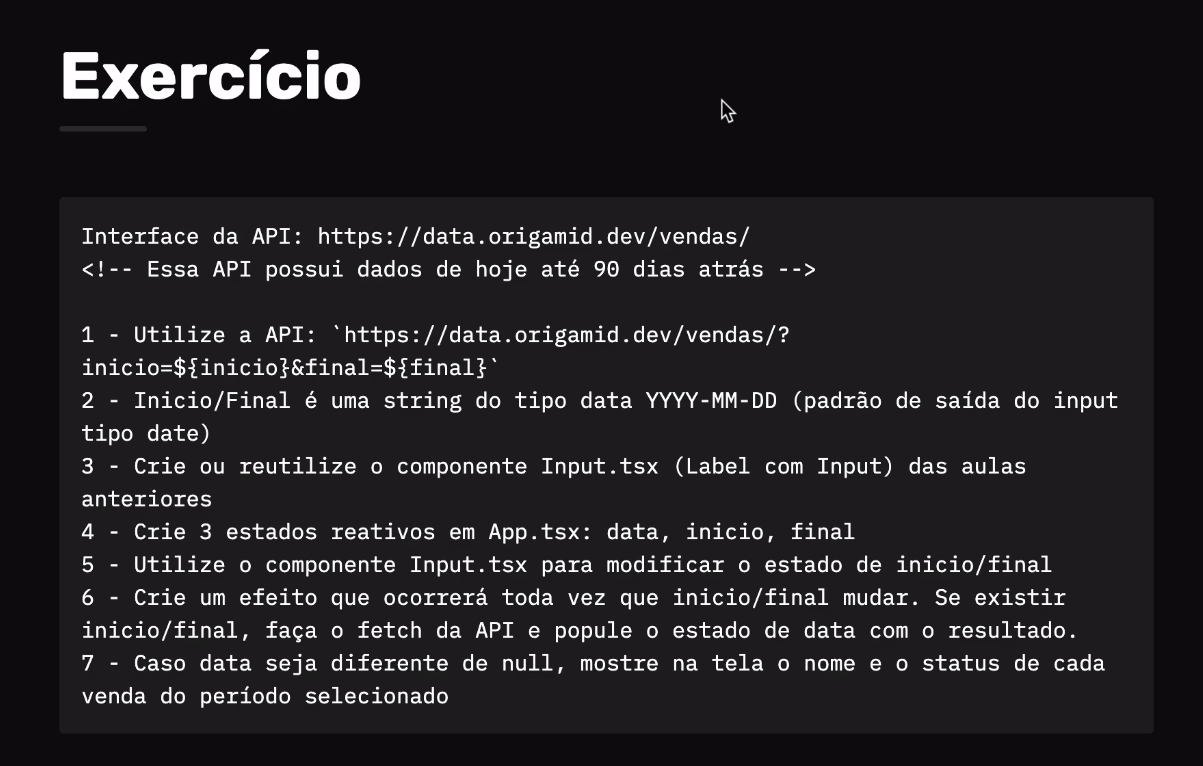 Exercício
Interface da API: https://data.origamid.dev/vendas/
<!-- Essa API possui dados de hoje até 90 dias atrás -->
1 - Utilize a API: `https://data.origamid.dev/vendas/?
inicio=${inicio}&final=${final}`
2 - Inicio/Final é uma string do tipo data YYYY-MM-DD (padrão de saída do input
tipo date)
3 - Crie ou reutilize o componente Input.tsx (Label com Input) das aulas
anteriores
4 - Crie 3 estados reativos em App.tsx: data, inicio, final
5 - Utilize o componente Input.tsx para modificar o estado de inicio/final
6 - Crie um efeito que ocorrerá toda vez que inicio/final mudar. Se existir
inicio/final, faça o fetch da API e popule o estado de data com o resultado.
7 - Caso data seja diferente de null, mostre na tela o nome e o status de cada
venda do período selecionado